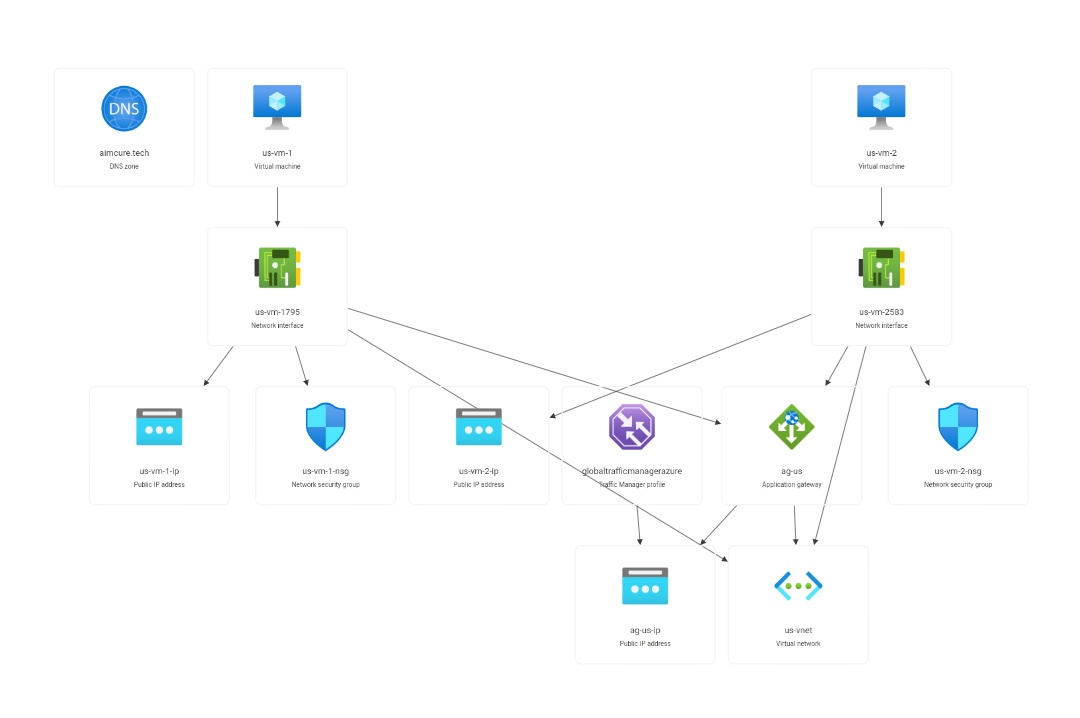 DNS
aimcure.tech
DNS zone
us-vm-1
Virtual machine
us-vm-2
Virtual machine
us-vm-1795
Network interface
us-vm-2583
Network interface
us-vm-1-ip
Public IP address
us-vm-1-nsg
Network security group
us-vm-2-ip
Public IP address
globaltrafficmanagerazure
Traffic Manager profile
ag-us
Application gateway
us-vm-2-nsg
Network security group
ag-us-ip
Public IP address
us-vnet
Virtual network